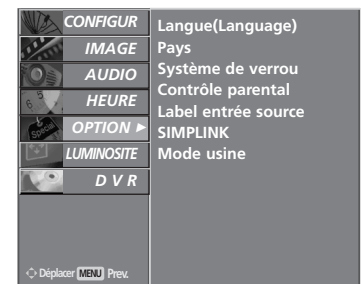 CONFIGUR
IMAGE
AUDIO
HEURE
OPTION ▶
LUMINOSITE
D V R
Langue(Language)
Pays
Système de verrou
Contrôle parental
Label entrée source
SIMPLINK
Mode usine
Déplacer MENU Prev.